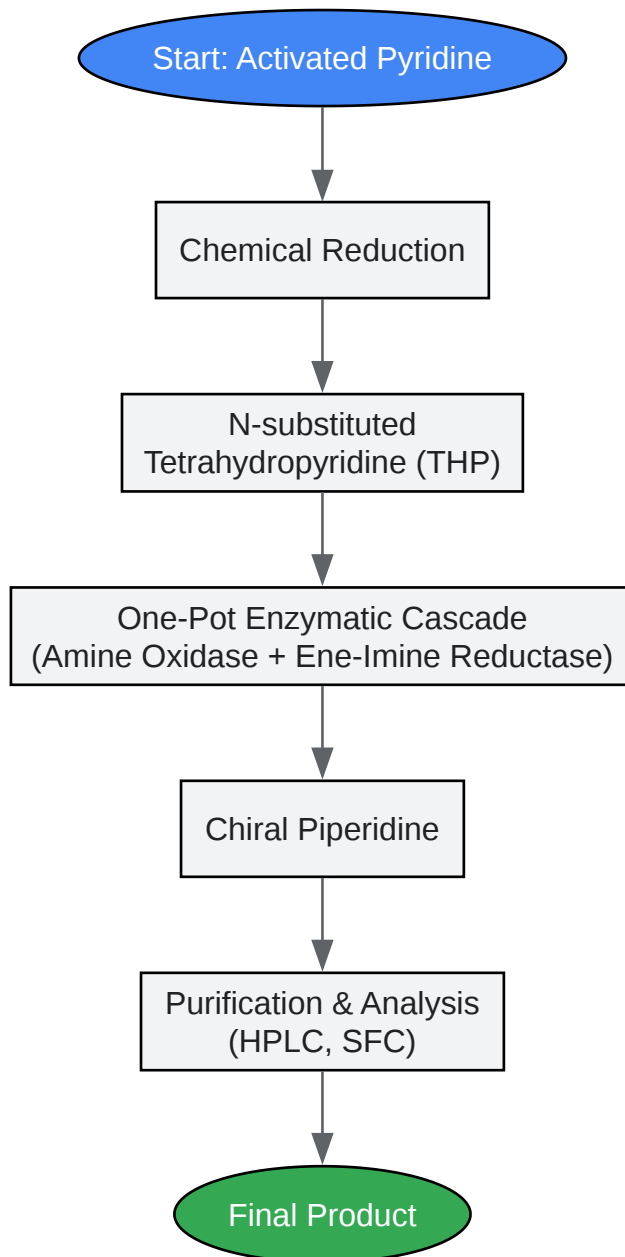 Start: Activated Pyridine
Chemical Reduction
N-substituted
Tetrahydropyridine (THP)
One-Pot Enzymatic Cascade
(Amine Oxidase + Ene-Imine Reductase)
Chiral Piperidine
Purification & Analysis
(HPLC, SFC)
Final Product